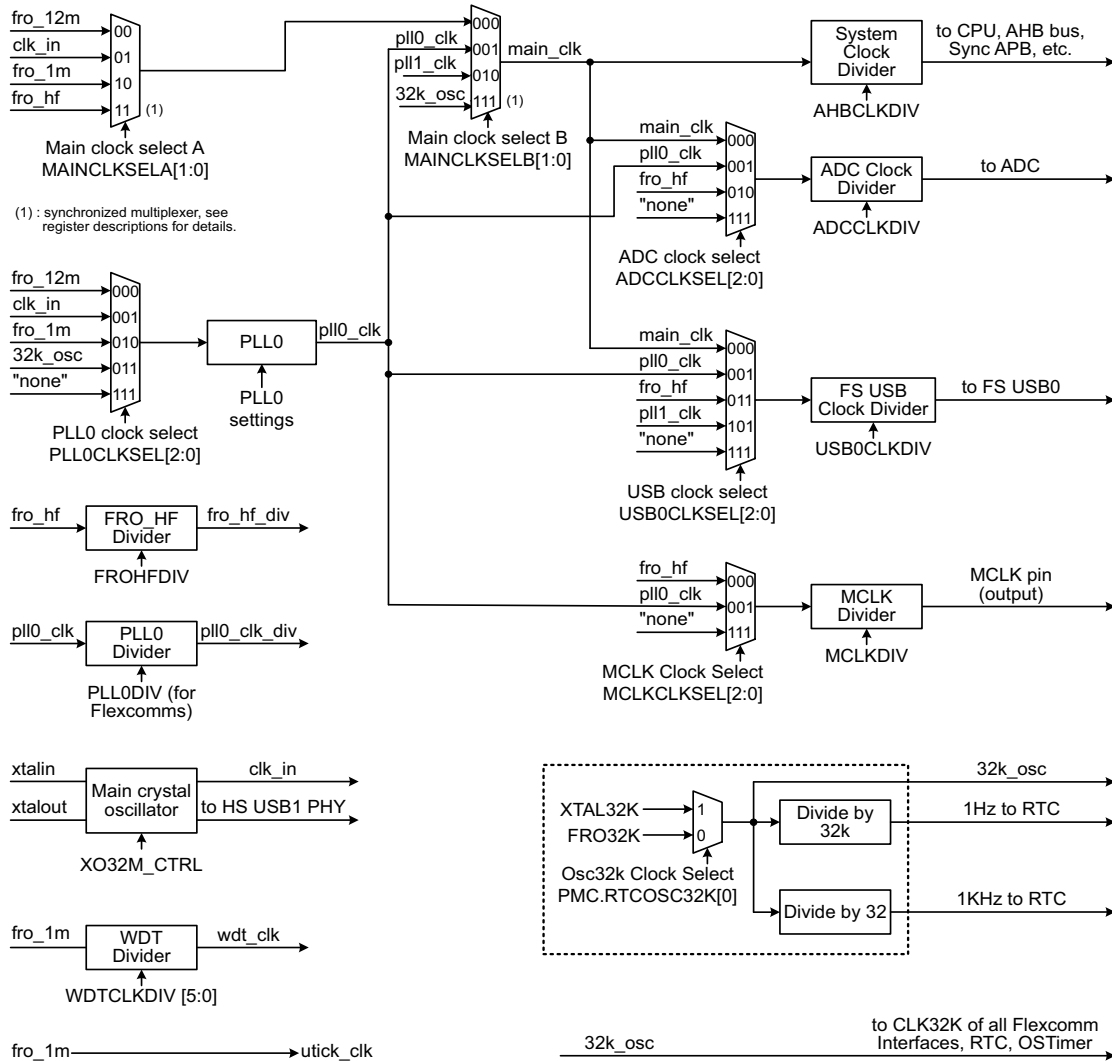 fro_12m
clk_in
fro_1m
fro_hf
00
01
10
11
(1)
Main clock select A
MAINCLKSELA[1:0]
(1) : synchronized multiplexer, see
register descriptions for details.
pll0_clk
pll1_clk
32k_osc
000
001
010
111
(1)
main_clk
Main clock select B
MAINCLKSELB[1:0]
System
Clock
Divider
AHBCLKDIV
to CPU, AHB bus,
Sync APB, etc.
main_clk
pll0_clk
fro_hf
"none"
000
001
010
111
ADC clock select
ADCCLKSEL[2:0]
ADC Clock
Divider
ADCCLKDIV
to ADC
fro_12m
clk_in
fro_1m
32k_osc
"none"
000
001
010
011
111
PLL0 clock select
PLL0CLKSEL[2:0]
PLL0
PLL0
settings
pll0_clk
main_clk
pll0_clk
fro_hf
pll1_clk
"none"
000
001
011
101
111
USB clock select
USB0CLKSEL[2:0]
FS USB
Clock Divider
USB0CLKDIV
to FS USB0
fro_hf
FRO_HF
Divider
fro_hf_div
FROHFDIV
fro_hf
pll0_clk
"none"
000
001
111
MCLK Clock Select
MCLKCLKSEL[2:0]
MCLK
Divider
MCLKDIV
MCLK pin
(output)
pll0_clk
PLL0
Divider
pll0_clk_div
PLL0DIV (for
Flexcomms)
xtalin
xtalout
Main crystal
oscillator
clk_in
to HS USB1 PHY
XO32M_CTRL
XTAL32K
FRO32K
1
0
Osc32k Clock Select
PMC.RTCOSC32K[0]
Divide by
32k
Divide by 32
32k_osc
1Hz to RTC
1KHz to RTC
fro_1m
WDT
Divider
wdt_clk
WDTCLKDIV [5:0]
fro_1m
utick_clk
32k_osc
to CLK32K of all Flexcomm
Interfaces, RTC, OSTimer